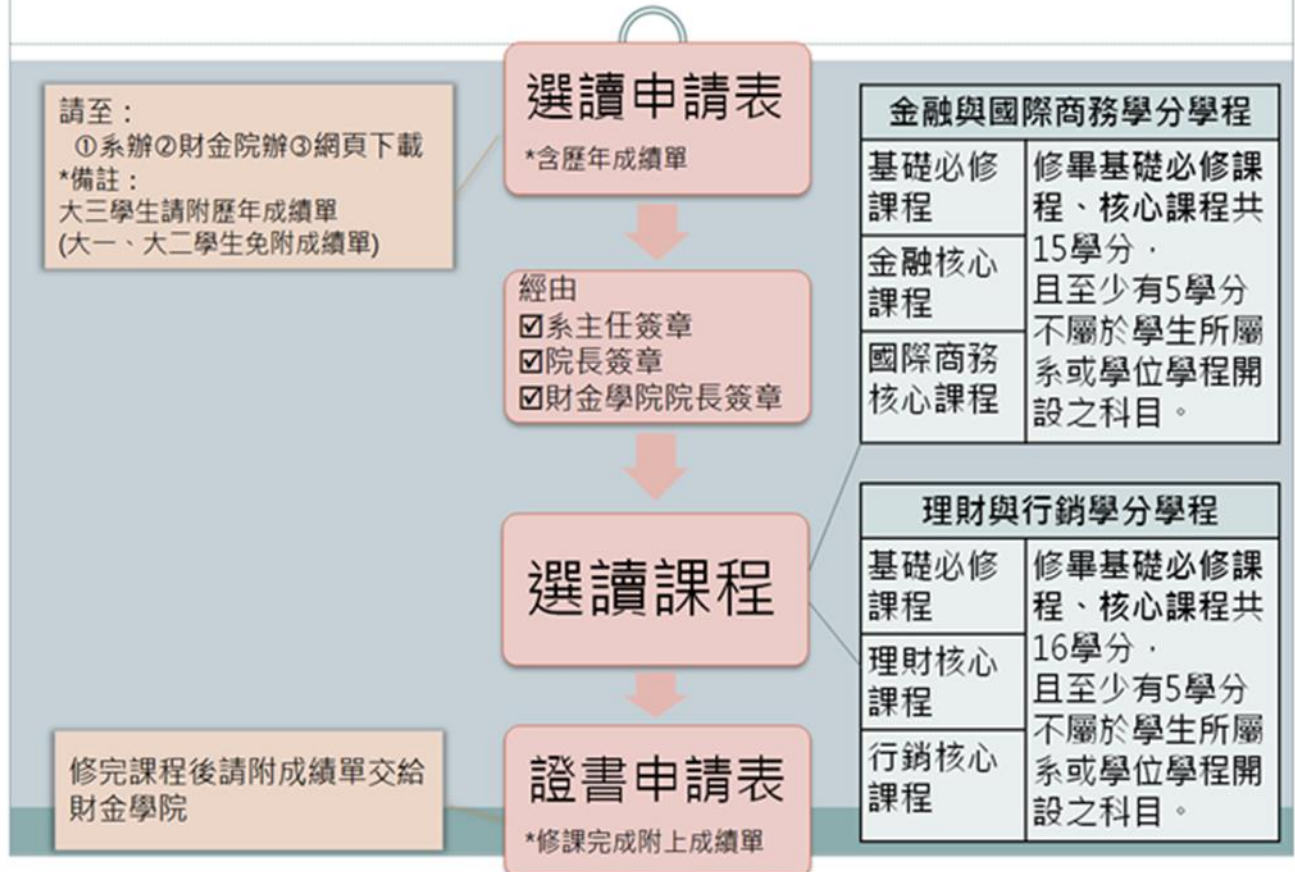 選讀申請表
*含歷年成績單
請至：
①系辦②財金院辦③網頁下載
*備註：
大三學生請附歷年成績單
(大一、大二學生免附成績單)
經由
☑系主任簽章
☑院長簽章
☑財金學院院長簽章
選讀課程
金融與國際商務學分學程
基礎必修
課程
金融核心
課程
國際商務
核心課程
修畢基礎必修課
程、核心課程共
15學分，
且至少有5學分
不屬於學生所屬
系或學位學程開
設之科目。
理財與行銷學分學程
基礎必修
課程
理財核心
課程
行銷核心
課程
修畢基礎必修課
程、核心課程共
16學分，
且至少有5學分
不屬於學生所屬
系或學位學程開
設之科目。
證書申請表
*修課完成附上成績單
修完課程後請附成績單交給
財金學院